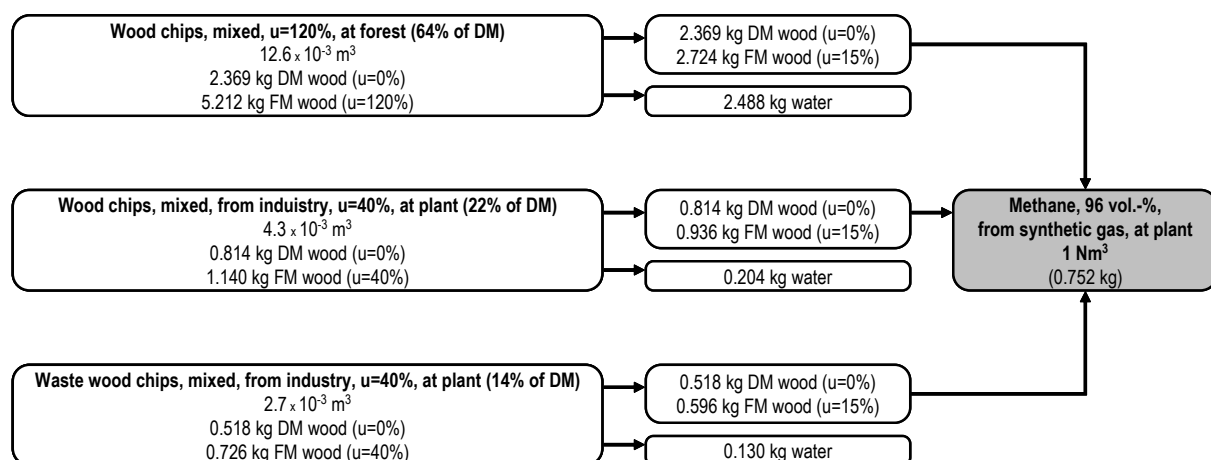 Wood chips, mixed, u=120%, at forest (64% of DM)
12.6 x 10-3 m3
2.369 kg DM wood (u=0%)
5.212 kg FM wood (u=120%)
2.369 kg DM wood (u=0%)
2.724 kg FM wood (u=15%)
2.488 kg water
Wood chips, mixed, from induistry, u=40%, at plant (22% of DM)
4.3 x 10-3 m3
0.814 kg DM wood (u=0%)
1.140 kg FM wood (u=40%)
0.814 kg DM wood (u=0%)
0.936 kg FM wood (u=15%)
0.204 kg water
Methane, 96 vol.-%,
from synthetic gas, at plant
1 Nm3
(0.752 kg)
Waste wood chips, mixed, from industry, u=40%, at plant (14% of DM)
2.7 x 10-3 m3
0.518 kg DM wood (u=0%)
0.726 kg FM wood (u=40%)
0.518 kg DM wood (u=0%)
0.596 kg FM wood (u=15%)
0.130 kg water